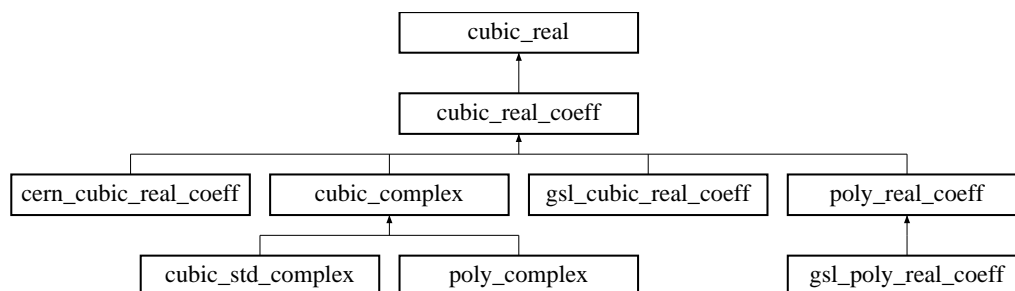 cubic_real
cubic_real_coeff
cern_cubic_real_coeff cubic_complex gsl_cubic_real_coeff poly_real_coeff
cubic_std_complex poly_complex gsl_poly_real_coeff